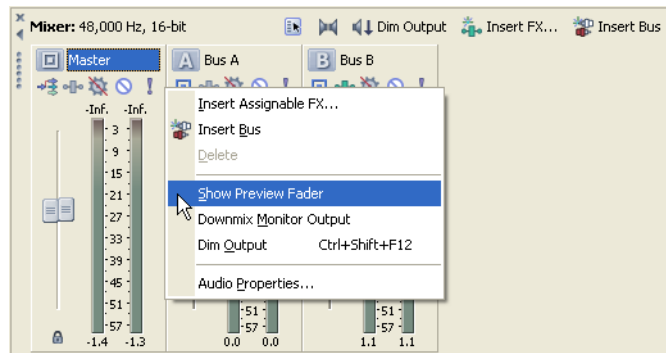 Mixer: 48,000 Hz, 16-bit Dim Output Insert FX... Insert Bus
Master A Bus A B Bus B
-Inf. -Inf.
3
9
15
21
27
33
39
45
51
57
-1.4 -1.3
Insert Assignable FX...
Insert Bus
Delete
Show Preview Fader
Downmix Monitor Output
Dim Output Ctrl+Shift+F12
Audio Properties...
51
57
0.0 0.0
51
57
1.1 1.1